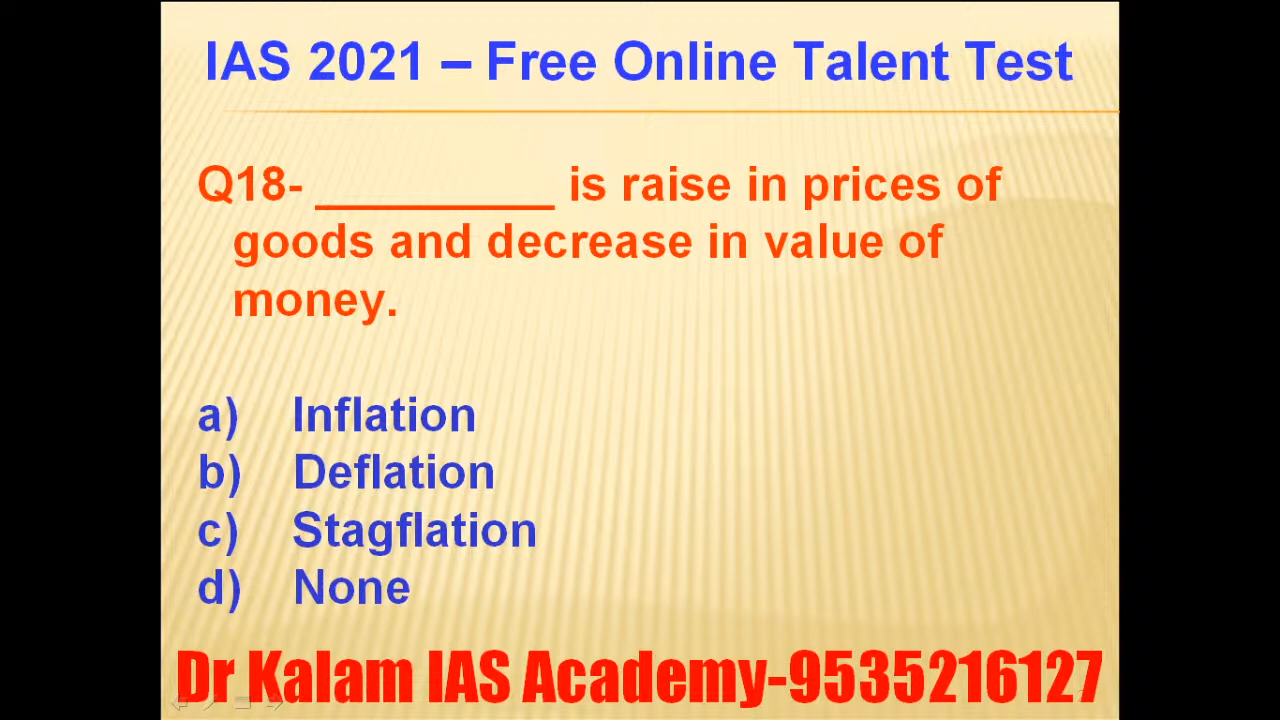 IAS 2021 – Free Online Talent Test
Q18- __________ is raise in prices of
goods and decrease in value of
money.
a) Inflation
b) Deflation
c) Stagflation
d) None
Dr Kalam IAS Academy-9535216127